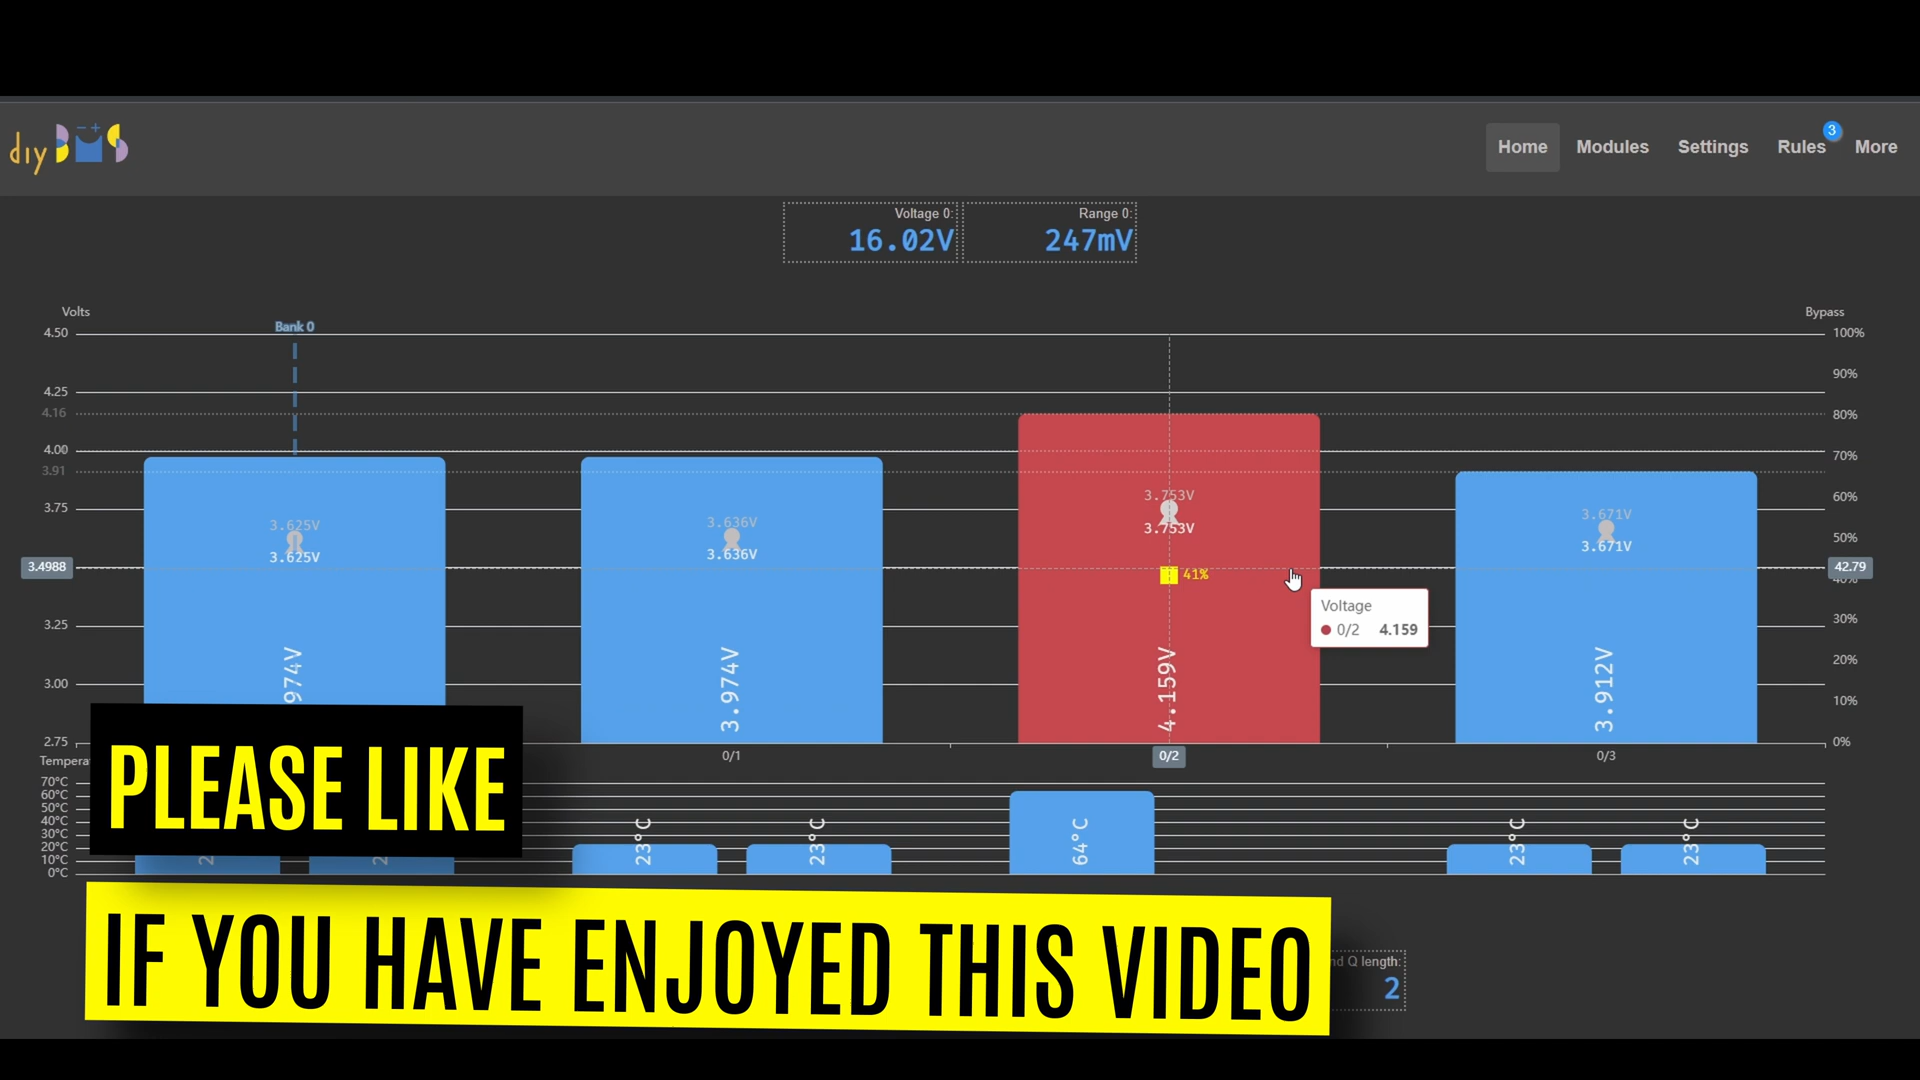 diyBMS
Home
Modules
Settings
Rules
3
More
Voltage 0:
16.02V
Range 0:
247mV
Volts
Bypass
Bank 0
4.50
4.25
4.16
4.00
3.91
3.75
3.4988
3.25
3.00
2.75
100%
90%
80%
70%
60%
50%
42.79
40%
30%
20%
10%
0%
3.625V
3.625V
3.636V
3.636V
3.753V
3.753V
41%
3.671V
3.671V
Voltage
0/2 4.159
974V
3.974V
4.159V
3.912V
0/1
0/2
0/3
Tempera
70°C
60°C
50°C
40°C
30°C
20°C
10°C
0°C
2
2
23°C
23°C
64°C
23°C
23°C
PLEASE LIKE
IF YOU HAVE ENJOYED THIS VIDEO
nd Q length:
2